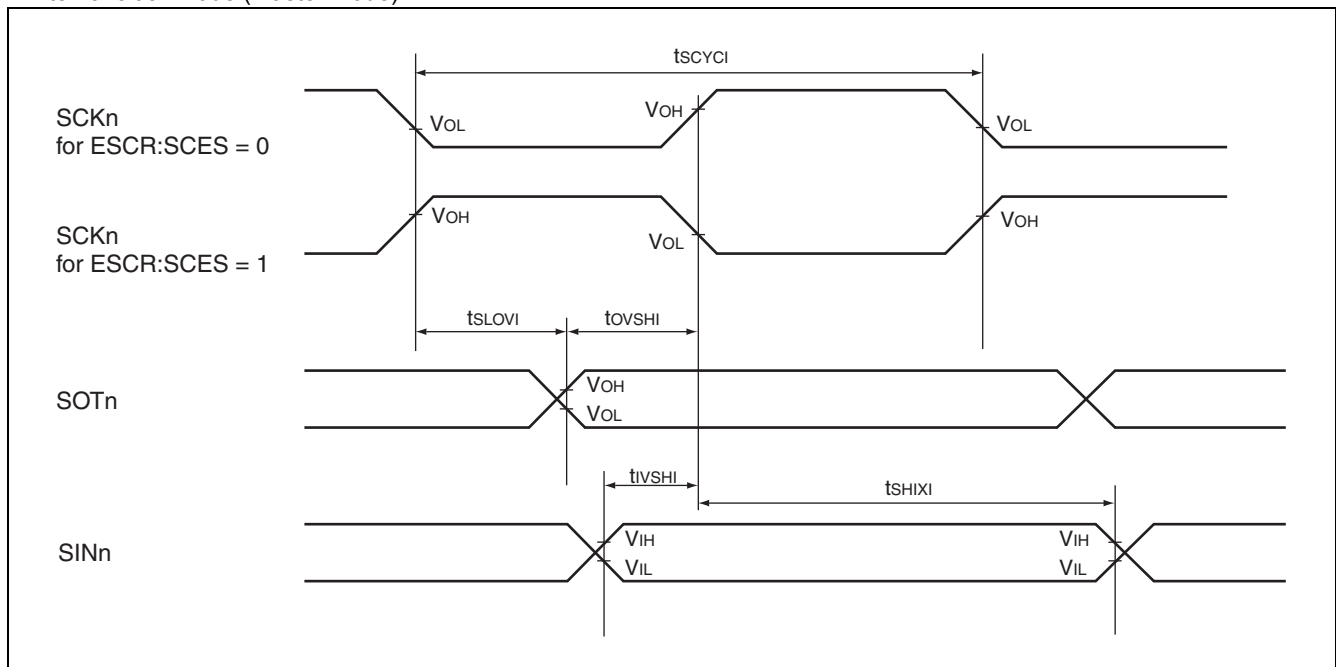 tSCYCI
SCKn
for ESCR:SCES = 0
VOL
VOH
VOL
SCKn
for ESCR:SCES = 1
VOH
VOL
VOH
tSLOVI
tOVSHI
SOTn
VOH
VOL
tIVSHI
tSHIXI
SINn
VIH
VIL
VIH
VIL